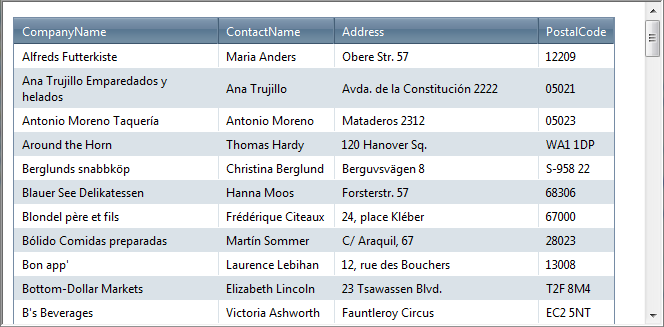 CompanyName ContactName Address PostalCode
Alfreds Futterkiste Maria Anders Obere Str. 57 12209
Ana Trujillo Emparedados y
helados Ana Trujillo Avda. de la Constitución 2222 05021
Antonio Moreno Taquería Antonio Moreno Mataderos 2312 05023
Around the Horn Thomas Hardy 120 Hanover Sq. WA1 1DP
Berglunds snabbköp Christina Berglund Berguvsvägen 8 S-958 22
Blauer See Delikatessen Hanna Moos Forsterstr. 57 68306
Blondel père et fils Frédérique Citeaux 24, place Kléber 67000
Bólido Comidas preparadas Martín Sommer C/ Araquil, 67 28023
Bon app' Laurence Lebihan 12, rue des Bouchers 13008
Bottom-Dollar Markets Elizabeth Lincoln 23 Tsawassen Blvd. T2F 8M4
B's Beverages Victoria Ashworth Fauntleroy Circus EC2 5NT